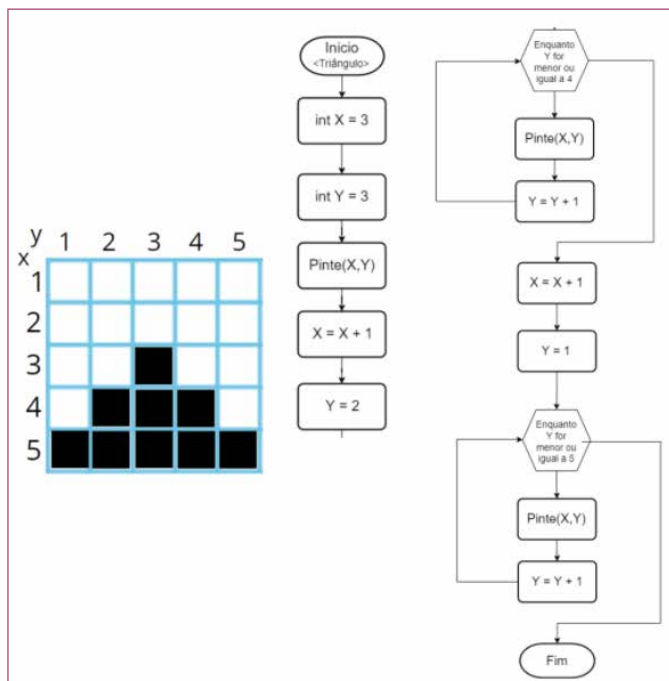 y 1 2 3 4 5
x
1
2
3
4
5
Inicio
<Triângulo>
int X = 3
int Y = 3
Pinte(X,Y)
X = X + 1
Y = 2
Enquanto
Y for
menor ou
igual a 4
Pinte(X,Y)
Y = Y + 1
X = X + 1
Y = 1
Enquanto
Y for
menor ou
igual a 5
Pinte(X,Y)
Y = Y + 1
Fim